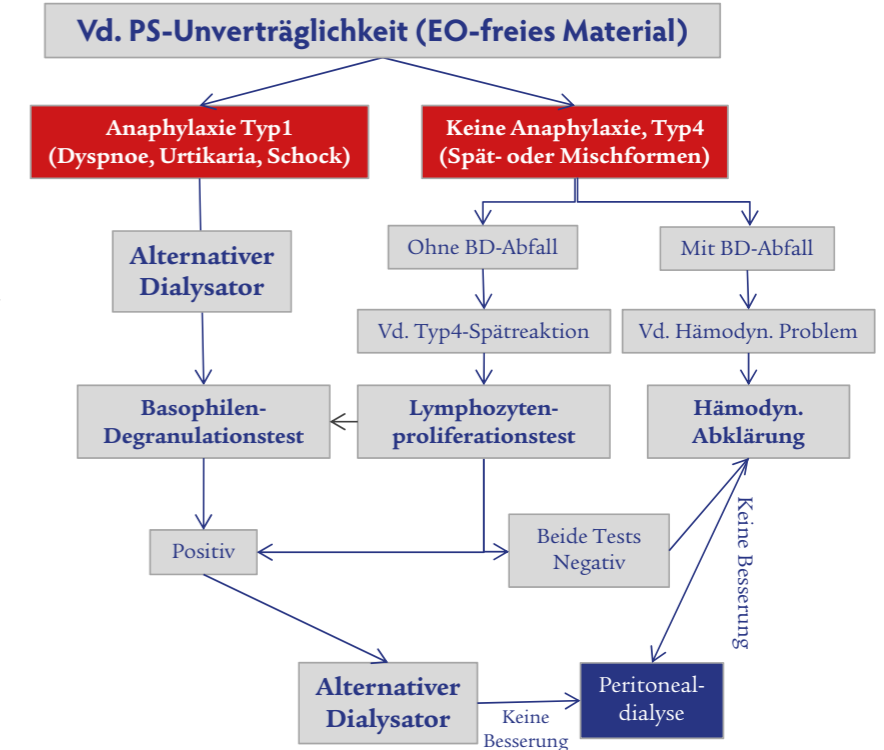 Vd. PS-Unverträglichkeit (EO-freies Material)
Anaphylaxie Typ1
(Dyspnoe, Urtikaria, Schock)
Keine Anaphylaxie, Typ4
(Spät- oder Mischformen)
Alternativer
Dialysator
Ohne BD-Abfall
Mit BD-Abfall
Vd. Typ4-Spätreaktion
Vd. Hämodyn. Problem
Basophilen-
Degranulationstest
Lymphozyten-
proliferationstest
Hämodyn.
Abklärung
Positiv
Beide Tests
Negativ
Keine Besserung
Alternativer
Dialysator
Keine
Besserung
Peritoneal-
dialyse